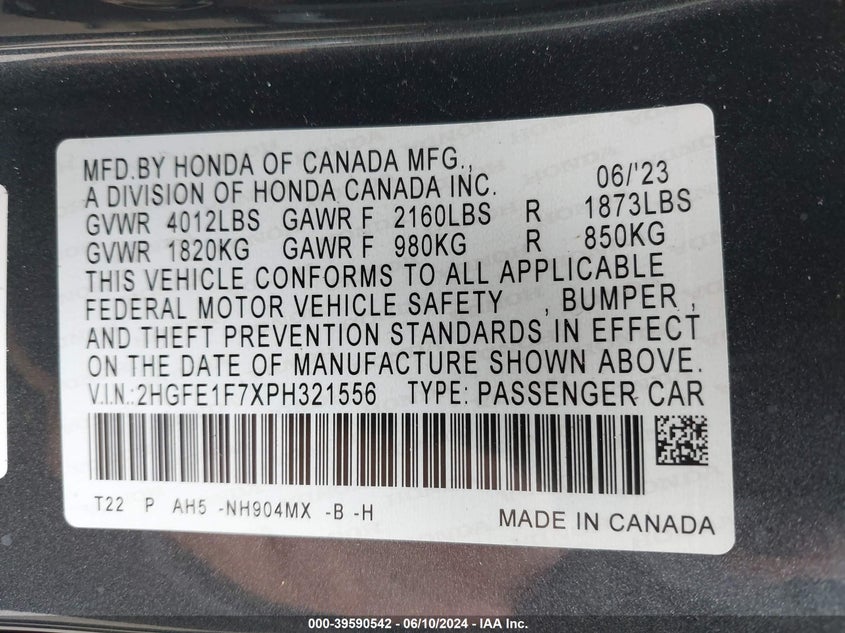 MFD.BY HONDA OF CANADA MFG.,
A DIVISION OF HONDA CANADA INC. 06/'23
GVWR 4012LBS GAWR F 2160LBS R 1873LBS
GVWR 1820KG GAWR F 980KG R 850KG
THIS VEHICLE CONFORMS TO ALL APPLICABLE
FEDERAL MOTOR VEHICLE SAFETY , BUMPER ,
AND THEFT PREVENTION STANDARDS IN EFFECT
ON THE DATE OF MANUFACTURE SHOWN ABOVE.
V.I.N.:2HGFE1F7XPH321556 TYPE: PASSENGER CAR
T22 P AH5 -NH904MX -B -H
MADE IN CANADA
000-39590542 - 06/10/2024 - IAA Inc.